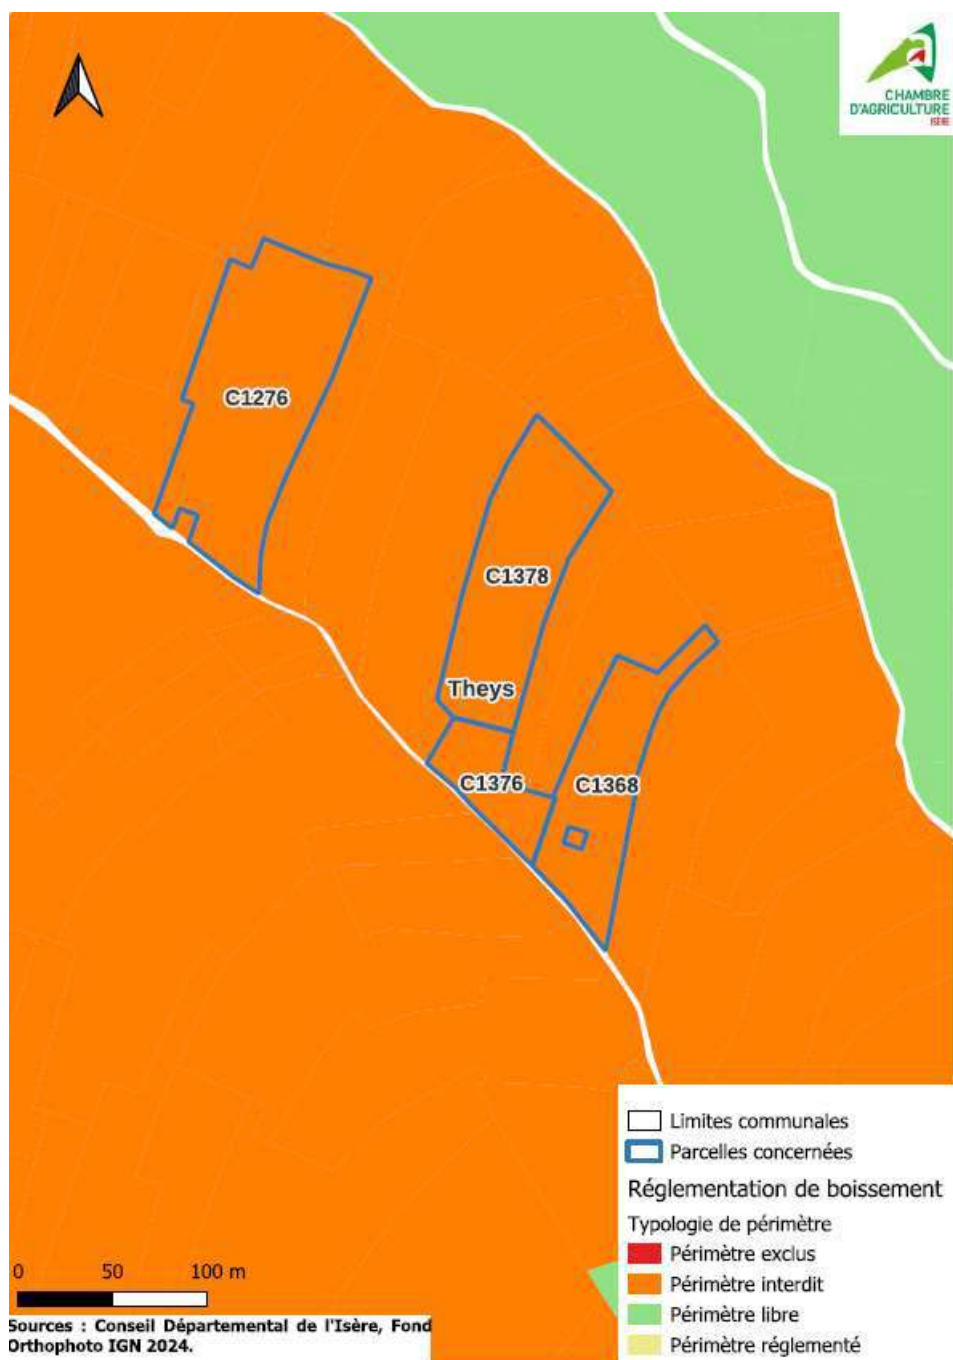 CHAMBRE
D'AGRICULTURE
ISÈRE
C1276
C1378
Theys
C1376
C1368
Limites communales
Parcelles concernées
Réglementation de boissement
Typologie de périmètre
Périmètre exclus
Périmètre interdit
Périmètre libre
Périmètre réglementé
0 50 100 m
Sources : Conseil Départemental de l'Isère, Fond
Orthophoto IGN 2024.